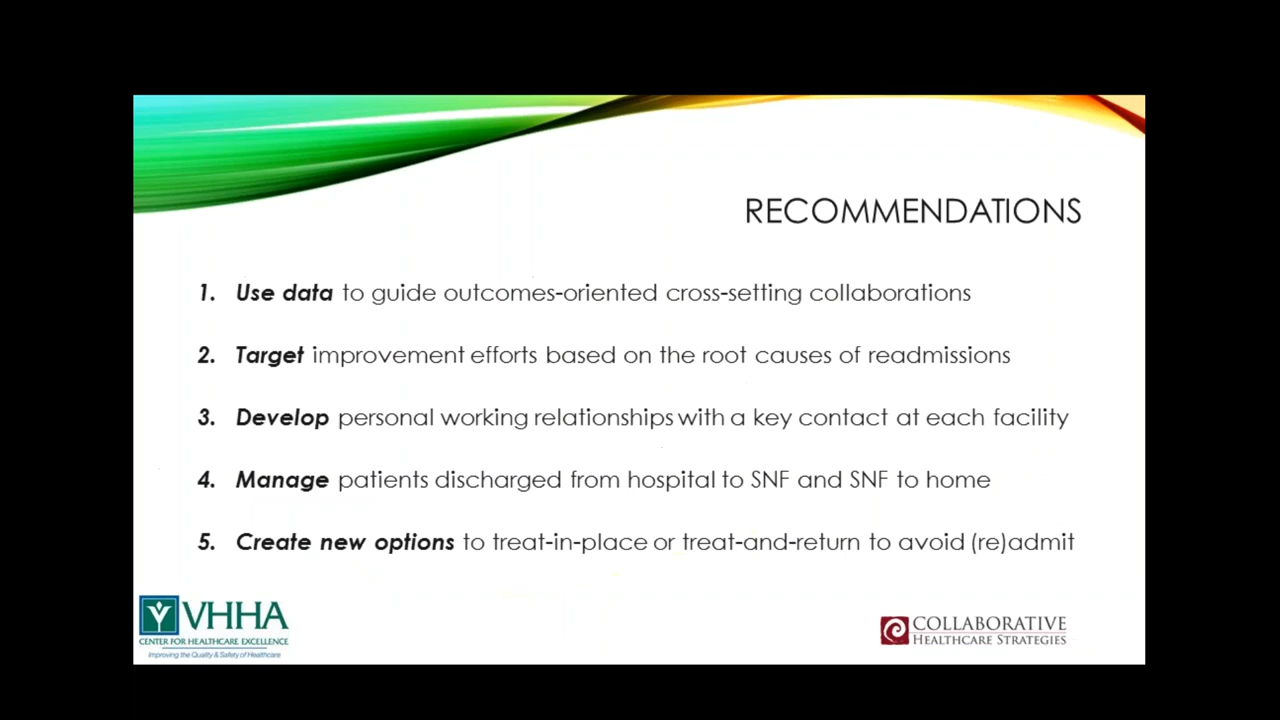 RECOMMENDATIONS
1. Use data to guide outcomes-oriented cross-setting collaborations
2. Target improvement efforts based on the root causes of readmissions
3. Develop personal working relationships with a key contact at each facility
4. Manage patients discharged from hospital to SNF and SNF to home
5. Create new options to treat-in-place or treat-and-return to avoid (re)admit
VHHA
CENTER FOR HEALTHCARE EXCELLENCE
Improving the Quality & Safety of Healthcare
COLLABORATIVE
HEALTHCARE STRATEGIES